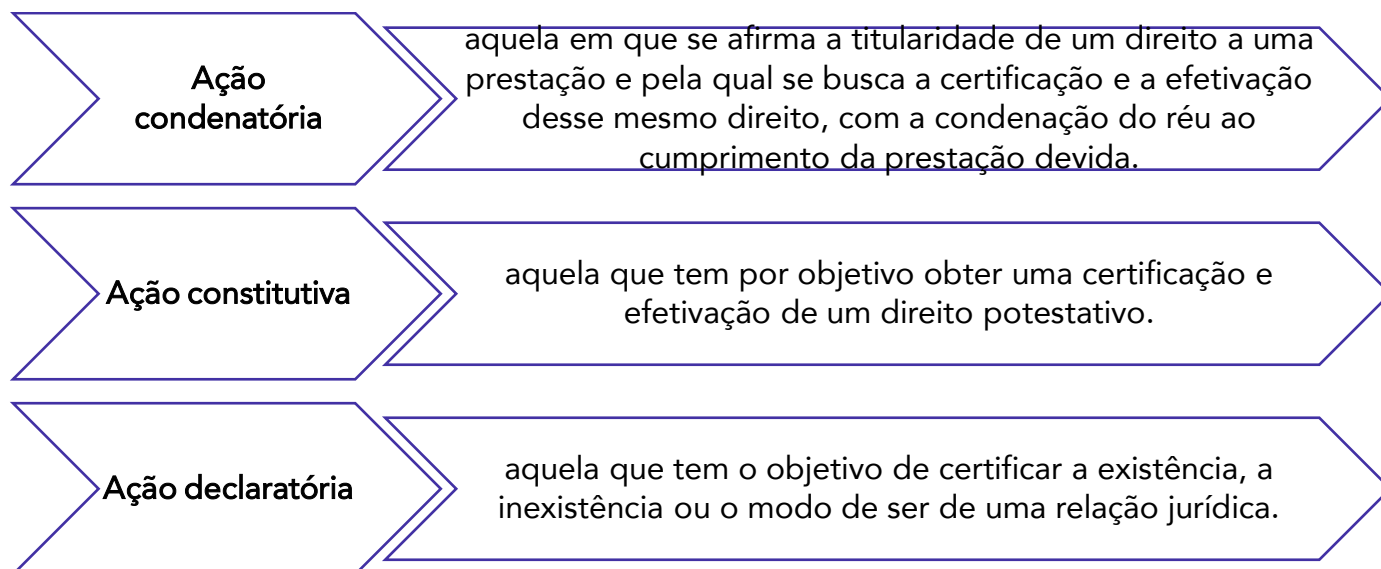 Ação
condenatória
aquela em que se afirma a titularidade de um direito a uma
prestação e pela qual se busca a certificação e a efetivação
desse mesmo direito, com a condenação do réu ao
cumprimento da prestação devida.
Ação constitutiva
aquela que tem por objetivo obter uma certificação e
efetivação de um direito potestativo.
Ação declaratória
aquela que tem o objetivo de certificar a existência, a
inexistência ou o modo de ser de uma relação jurídica.